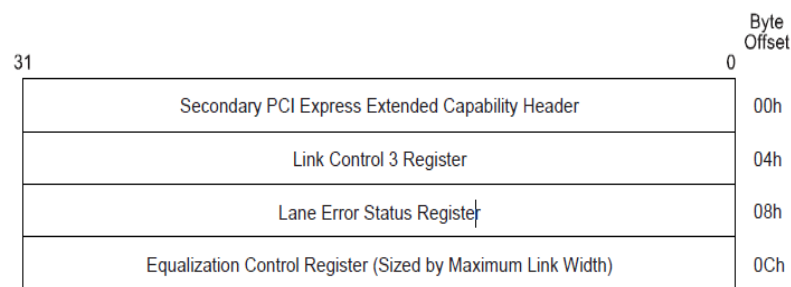 Byte
Offset
31 0
Secondary PCI Express Extended Capability Header 00h
Link Control 3 Register 04h
Lane Error Status Register 08h
Equalization Control Register (Sized by Maximum Link Width) 0Ch